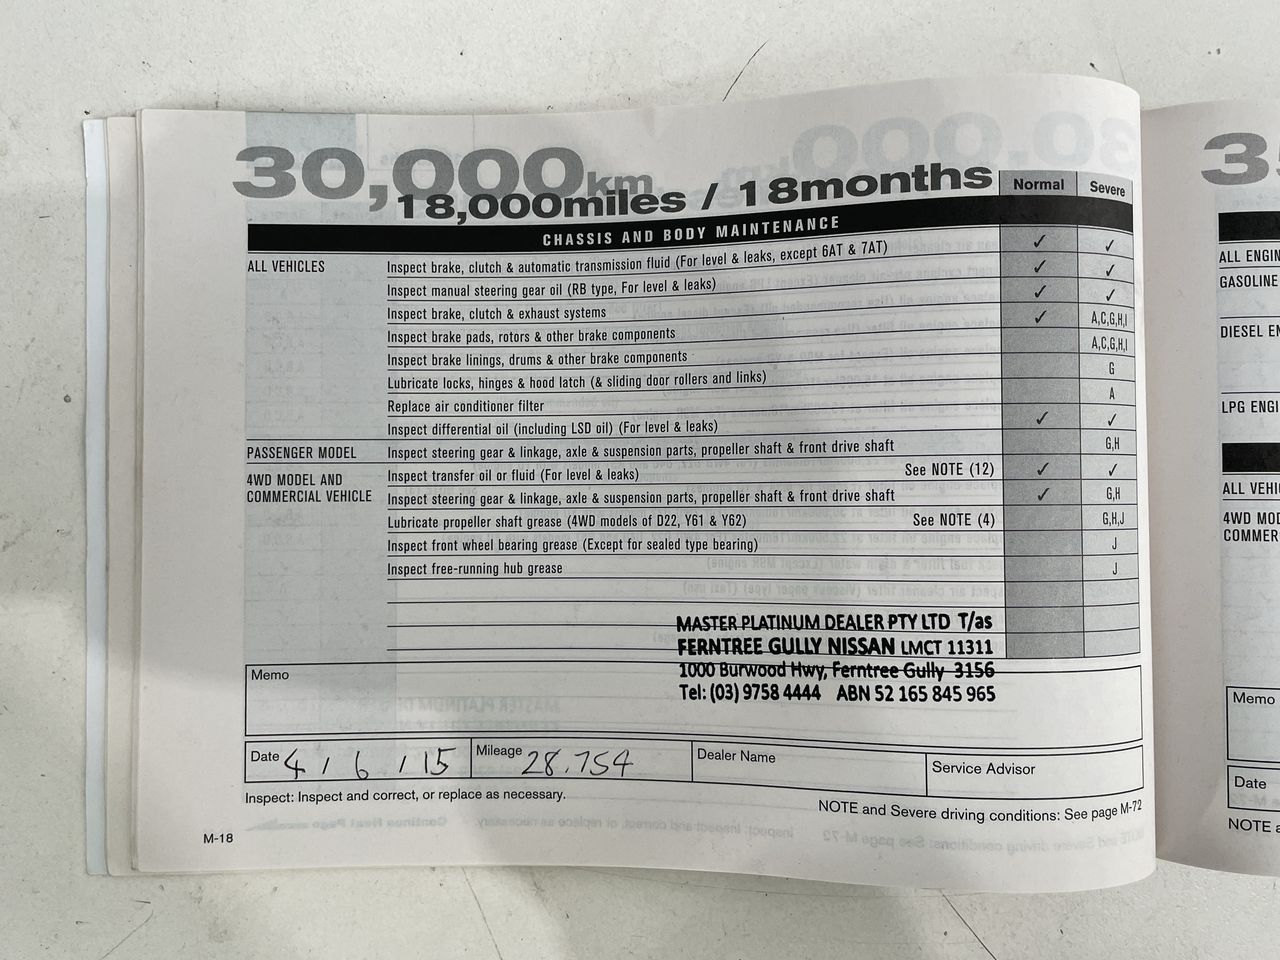 30,000km
18,000miles / 18months
Normal Severe
CHASSIS AND BODY MAINTENANCE
ALL VEHICLES Inspect brake, clutch & automatic transmission fluid (For level & leaks, except 6AT & 7AT) ✓ ✓
Inspect manual steering gear oil (RB type, For level & leaks) ✓ ✓
Inspect brake, clutch & exhaust systems ✓ ✓
Inspect brake pads, rotors & other brake components ✓ A,C,G,H,I
Inspect brake linings, drums & other brake components A,C,G,H,I
Lubricate locks, hinges & hood latch (& sliding door rollers and links) G
Replace air conditioner filter A
Inspect differential oil (including LSD oil) (For level & leaks) ✓ ✓
PASSENGER MODEL Inspect steering gear & linkage, axle & suspension parts, propeller shaft & front drive shaft G,H
4WD MODEL AND COMMERCIAL VEHICLE Inspect transfer oil or fluid (For level & leaks) See NOTE (12) ✓ ✓
Inspect steering gear & linkage, axle & suspension parts, propeller shaft & front drive shaft ✓ G,H
Lubricate propeller shaft grease (4WD models of D22, Y61 & Y62) See NOTE (4) G,H,J
Inspect front wheel bearing grease (Except for sealed type bearing) J
Inspect free-running hub grease J
MASTER PLATINUM DEALER PTY LTD T/as
FERNTREE GULLY NISSAN LMCT 11311
1000 Burwood Hwy, Ferntree Gully 3156
Tel: (03) 9758 4444 ABN 52 165 845 965
Memo
Date 4 / 6 / 15 Mileage 28.754 Dealer Name Service Advisor
Inspect: Inspect and correct, or replace as necessary.
NOTE and Severe driving conditions: See page M-72
M-18
ALL ENGIN
GASOLINE
DIESEL EN
LPG ENGI
ALL VEHI
4WD MOD
COMMER
Memo
Date
NOTE a